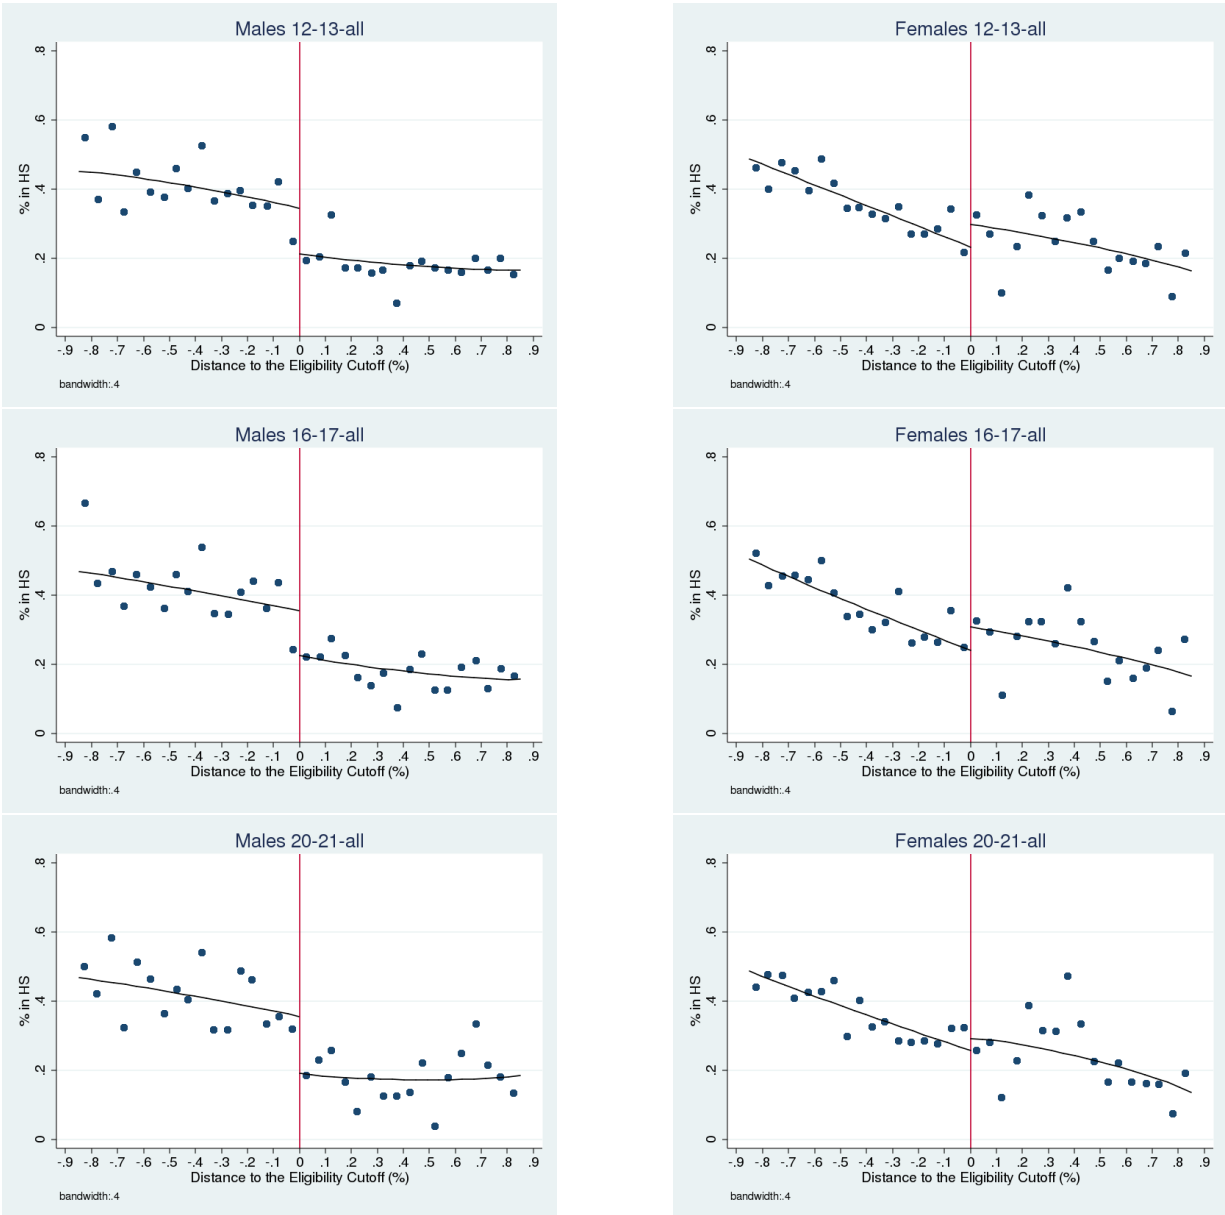 Males 12-13-all
% in HS
.8
.6
.4
.2
0
-.9 -.8 -.7 -.6 -.5 -.4 -.3 -.2 -.1 0 .1 .2 .3 .4 .5 .6 .7 .8 .9
Distance to the Eligibility Cutoff (%)
bandwidth:.4
Females 12-13-all
% in HS
.8
.6
.4
.2
0
-.9 -.8 -.7 -.6 -.5 -.4 -.3 -.2 -.1 0 .1 .2 .3 .4 .5 .6 .7 .8 .9
Distance to the Eligibility Cutoff (%)
bandwidth:.4
Males 16-17-all
% in HS
.8
.6
.4
.2
0
-.9 -.8 -.7 -.6 -.5 -.4 -.3 -.2 -.1 0 .1 .2 .3 .4 .5 .6 .7 .8 .9
Distance to the Eligibility Cutoff (%)
bandwidth:.4
Females 16-17-all
% in HS
.8
.6
.4
.2
0
-.9 -.8 -.7 -.6 -.5 -.4 -.3 -.2 -.1 0 .1 .2 .3 .4 .5 .6 .7 .8 .9
Distance to the Eligibility Cutoff (%)
bandwidth:.4
Males 20-21-all
% in HS
.8
.6
.4
.2
0
-.9 -.8 -.7 -.6 -.5 -.4 -.3 -.2 -.1 0 .1 .2 .3 .4 .5 .6 .7 .8 .9
Distance to the Eligibility Cutoff (%)
bandwidth:.4
Females 20-21-all
% in HS
.8
.6
.4
.2
0
-.9 -.8 -.7 -.6 -.5 -.4 -.3 -.2 -.1 0 .1 .2 .3 .4 .5 .6 .7 .8 .9
Distance to the Eligibility Cutoff (%)
bandwidth:.4